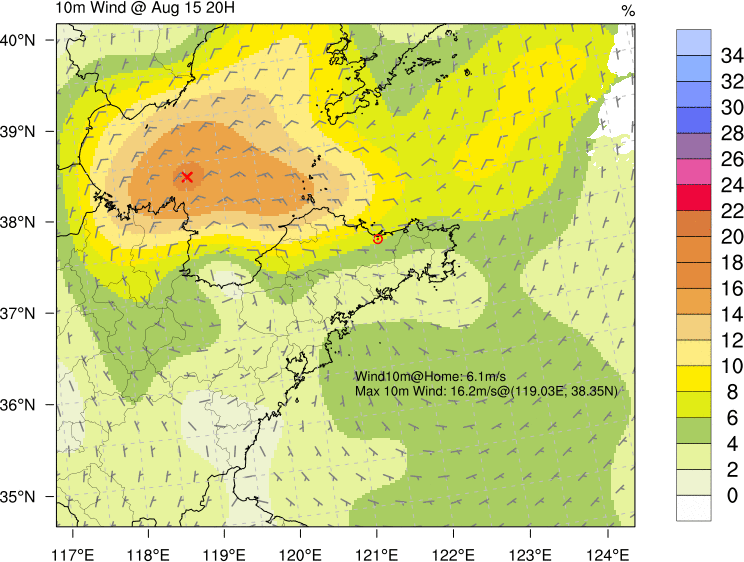 10m Wind @ Aug 15 20H
%
40°N
39°N
38°N
37°N
36°N
35°N
Wind10m@Home: 6.1m/s
Max 10m Wind: 16.2m/s@(119.03E, 38.35N)
117°E 118°E 119°E 120°E 121°E 122°E 123°E 124°E
34
32
30
28
26
24
22
20
18
16
14
12
10
8
6
4
2
0